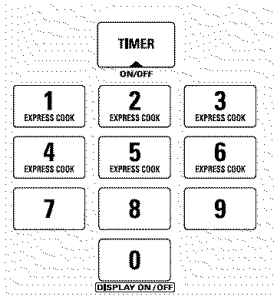 TIMER
ON/OFF
1 2 3
EXPRESS COOK EXPRESS COOK EXPRESS COOK
4 5 6
EXPRESS COOK EXPRESS COOK EXPRESS COOK
7 8 9
0
DISPLAY ON/OFF